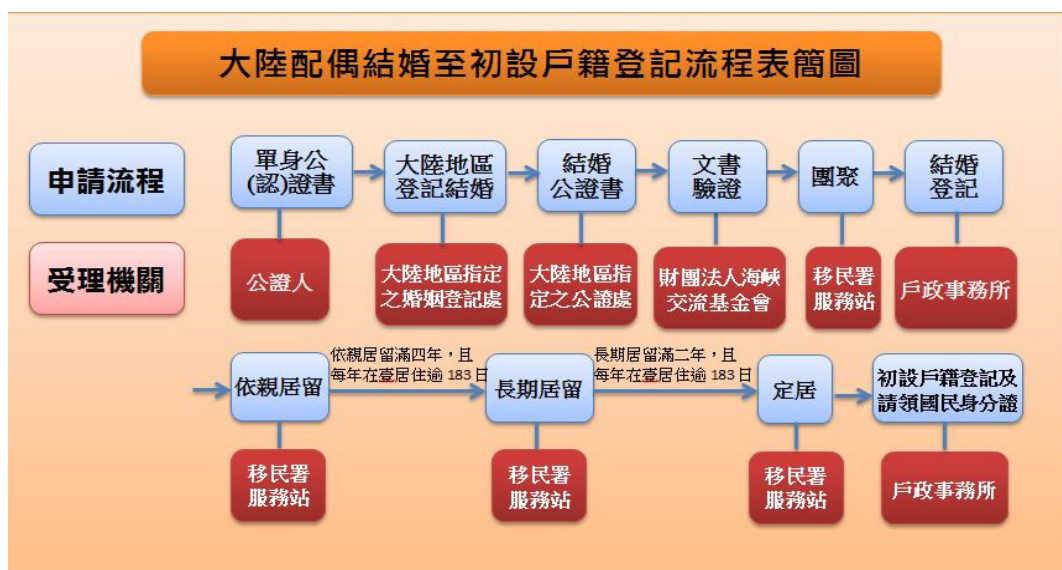 大陸配偶結婚至初設戶籍登記流程表簡圖
申請流程
單身公
(認)證書
大陸地區
登記結婚
結婚
公證書
文書
驗證
團聚
結婚
登記
受理機關
公證人
大陸地區指定
之婚姻登記處
大陸地區指
定之公證處
財團法人海峽
交流基金會
移民署
服務站
戶政事務所
依親居留
依親居留滿四年，且
每年在臺居住逾 183 日
長期居留
長期居留滿二年，且
每年在臺居住逾 183 日
定居
初設戶籍登記及
請領國民身分證
移民署
服務站
移民署
服務站
移民署
服務站
戶政事務所